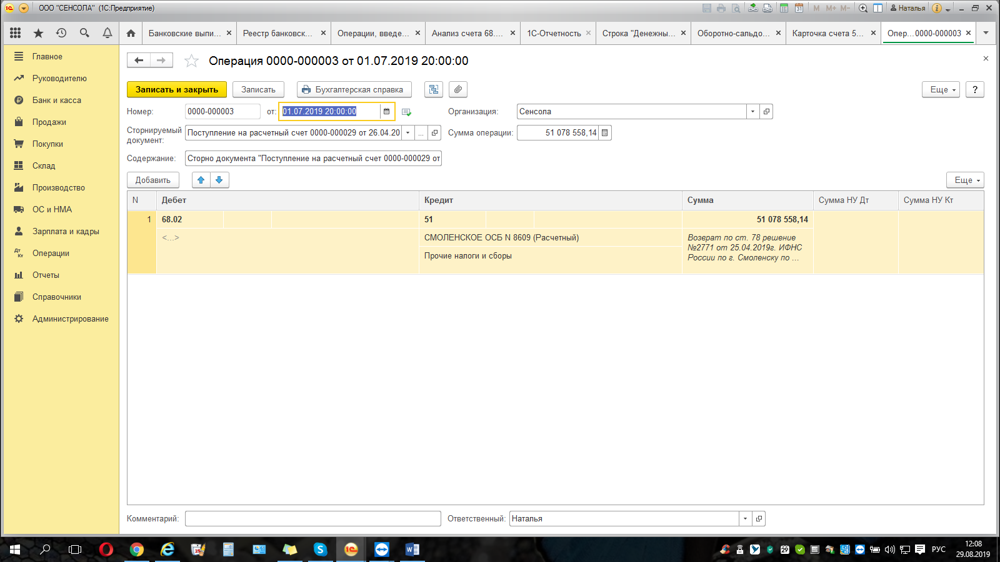 ООО "СЕНСОЛА" (1С:Предприятие)
M M+ M- Наталья
Банковские выпи... Реестр банковск... Операции, введе... Анализ счета 68.... 1С-Отчетность Строка "Денежны... Оборотно-сальдо... Карточка счета 5... Опер...0000-000003
Главное
Руководителю
Банк и касса
Продажи
Покупки
Склад
Производство
ОС и НМА
Зарплата и кадры
Операции
Отчеты
Справочники
Администрирование
Операция 0000-000003 от 01.07.2019 20:00:00
Записать и закрыть Записать Бухгалтерская справка Еще ?
Номер: 0000-000003 от: 01.07.2019 20:00:00 Организация: Сенсола
Сторнируемый документ: Поступление на расчетный счет 0000-000029 от 26.04.20 ... Сумма операции: 51 078 558,14
Содержание: Сторно документа "Поступление на расчетный счет 0000-000029 от
Добавить Еще
N Дебет Кредит Сумма Сумма НУ Дт Сумма НУ Кт
1 68.02 51 51 078 558,14
<...> СМОЛЕНСКОЕ ОСБ N 8609 (Расчетный) Возерат по ст. 78 решение
№2771 от 25.04.2019г. ИФНС
Прочие налоги и сборы России по г. Смоленску по ...
Комментарий: Ответственный: Наталья
РУС 12:08
29.08.2019